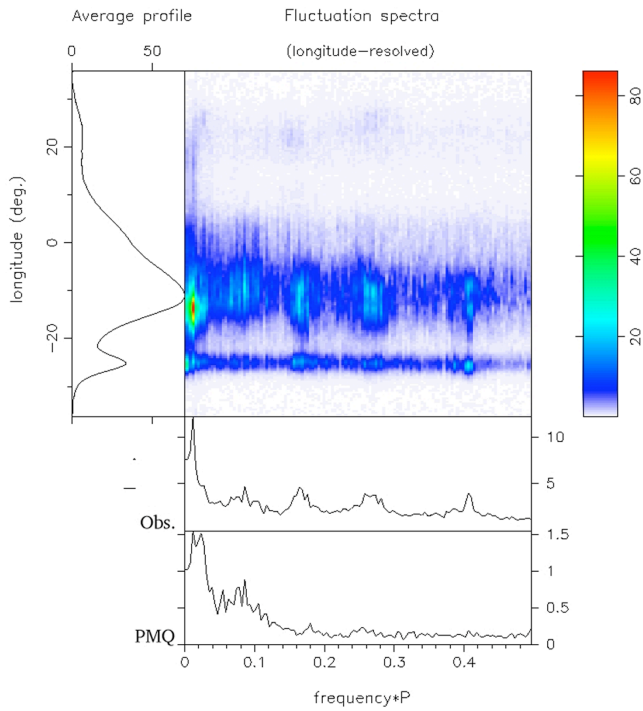 Average profile Fluctuation spectra
0 50 (longitude-resolved)
longitude (deg.)
20
0
-20
80
60
40
20
10
5
Obs.
1.5
1
0.5
0
PMQ
0 0.1 0.2 0.3 0.4
frequency*P